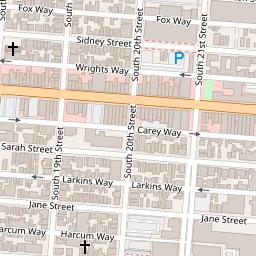 Fox Way
Fox Way
Sidney Street
P
Wrights Way
South 20th Street
South 21st Street
Carey Way
Sarah Street
South 19th Street
South 20th Street
Larkins Way
Larkins Way
Jane Street
Jane Street
Harcum Way
Harcum Way